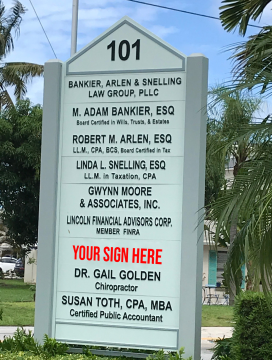 101
BANKIER, ARLEN & SNELLING
LAW GROUP, PLLC
M. ADAM BANKIER, ESQ
Board Certified in Wills, Trusts, & Estates
ROBERT M. ARLEN, ESQ
LL.M., CPA, BCS, Board Certified in Tax
LINDA L. SNELLING, ESQ
LL.M. in Taxation, CPA
GWYNN MOORE
& ASSOCIATES, INC.
LINCOLN FINANCIAL ADVISORS CORP.
MEMBER FINRA
YOUR SIGN HERE
DR. GAIL GOLDEN
Chiropractor
SUSAN TOTH, CPA, MBA
Certified Public Accountant